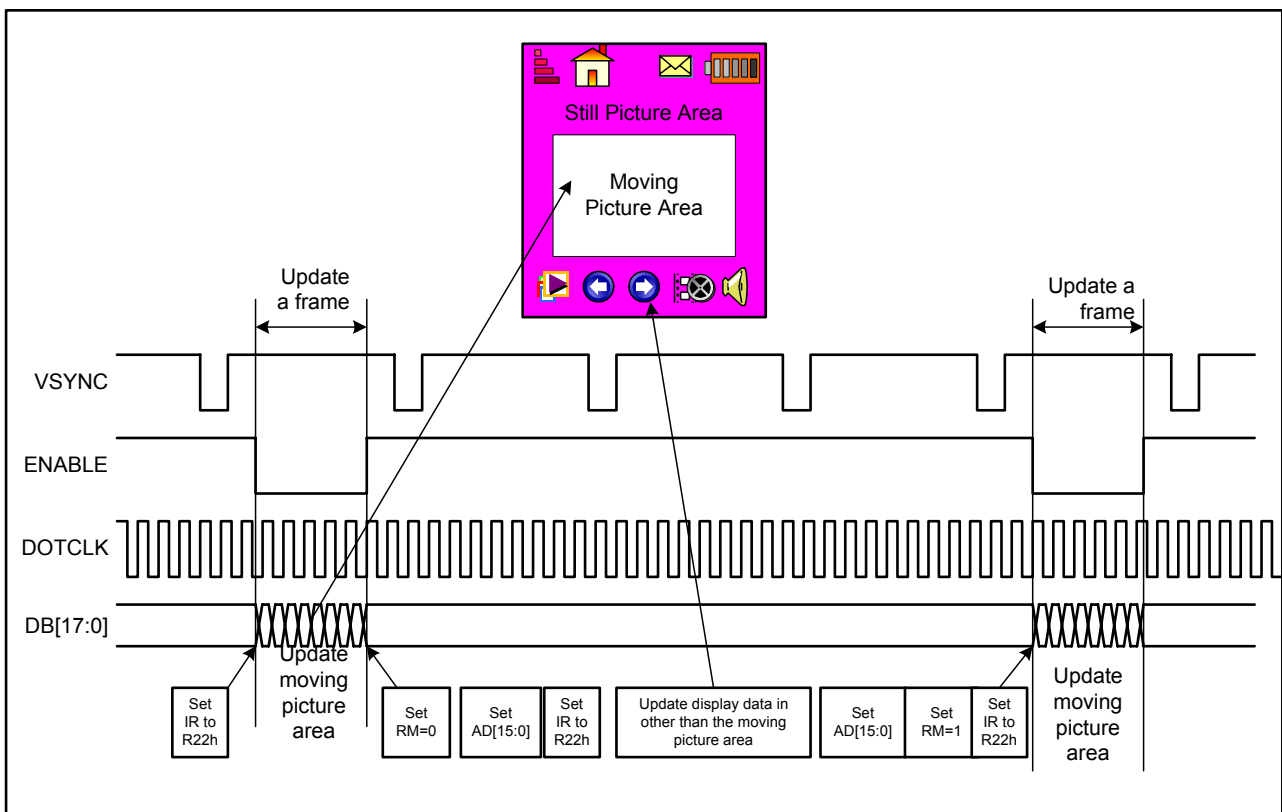 Still Picture Area
Moving
Picture Area
Update
a frame
Update a
frame
VSYNC
ENABLE
DOTCLK
DB[17:0]
Set
IR to
R22h
Update
moving
picture
area
Set
RM=0
Set
AD[15:0]
Set
IR to
R22h
Update display data in
other than the moving
picture area
Set
AD[15:0]
Set
RM=1
Set
IR to
R22h
Update
moving
picture
area